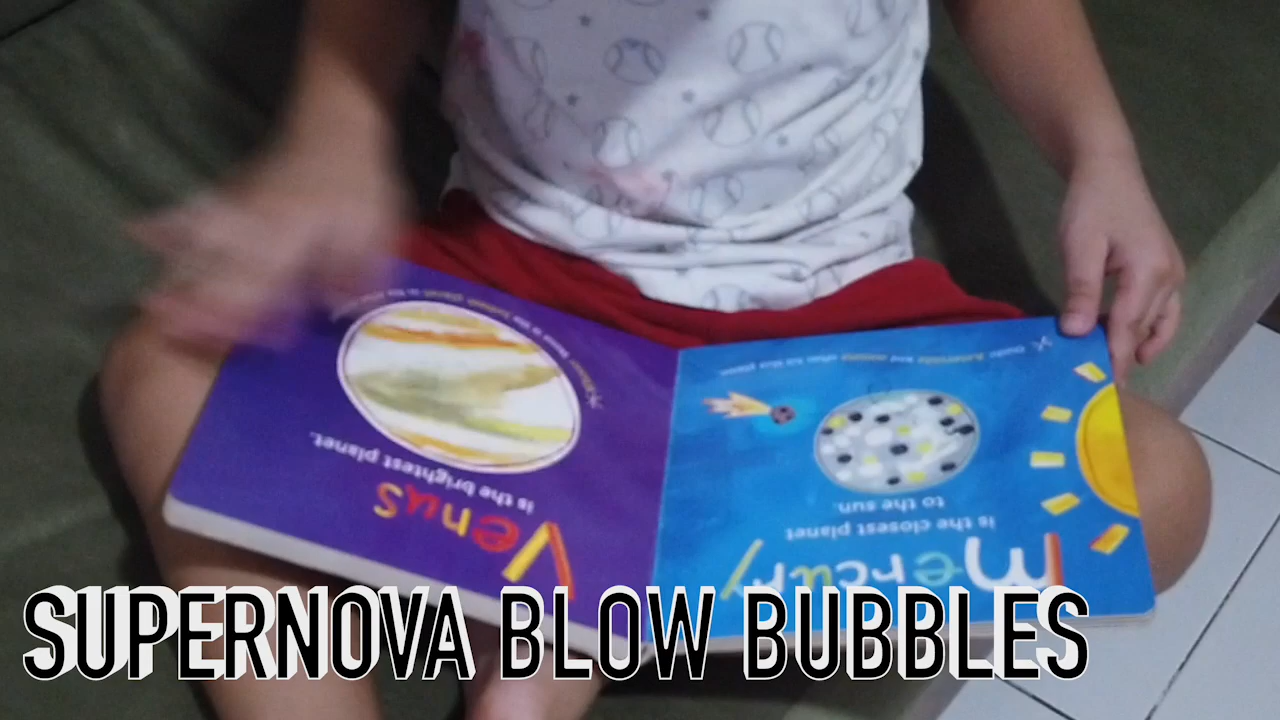 Mercury
is the closest planet
to the sun.
Venus
is the brightest planet.
SUPERNOVA BLOW BUBBLES